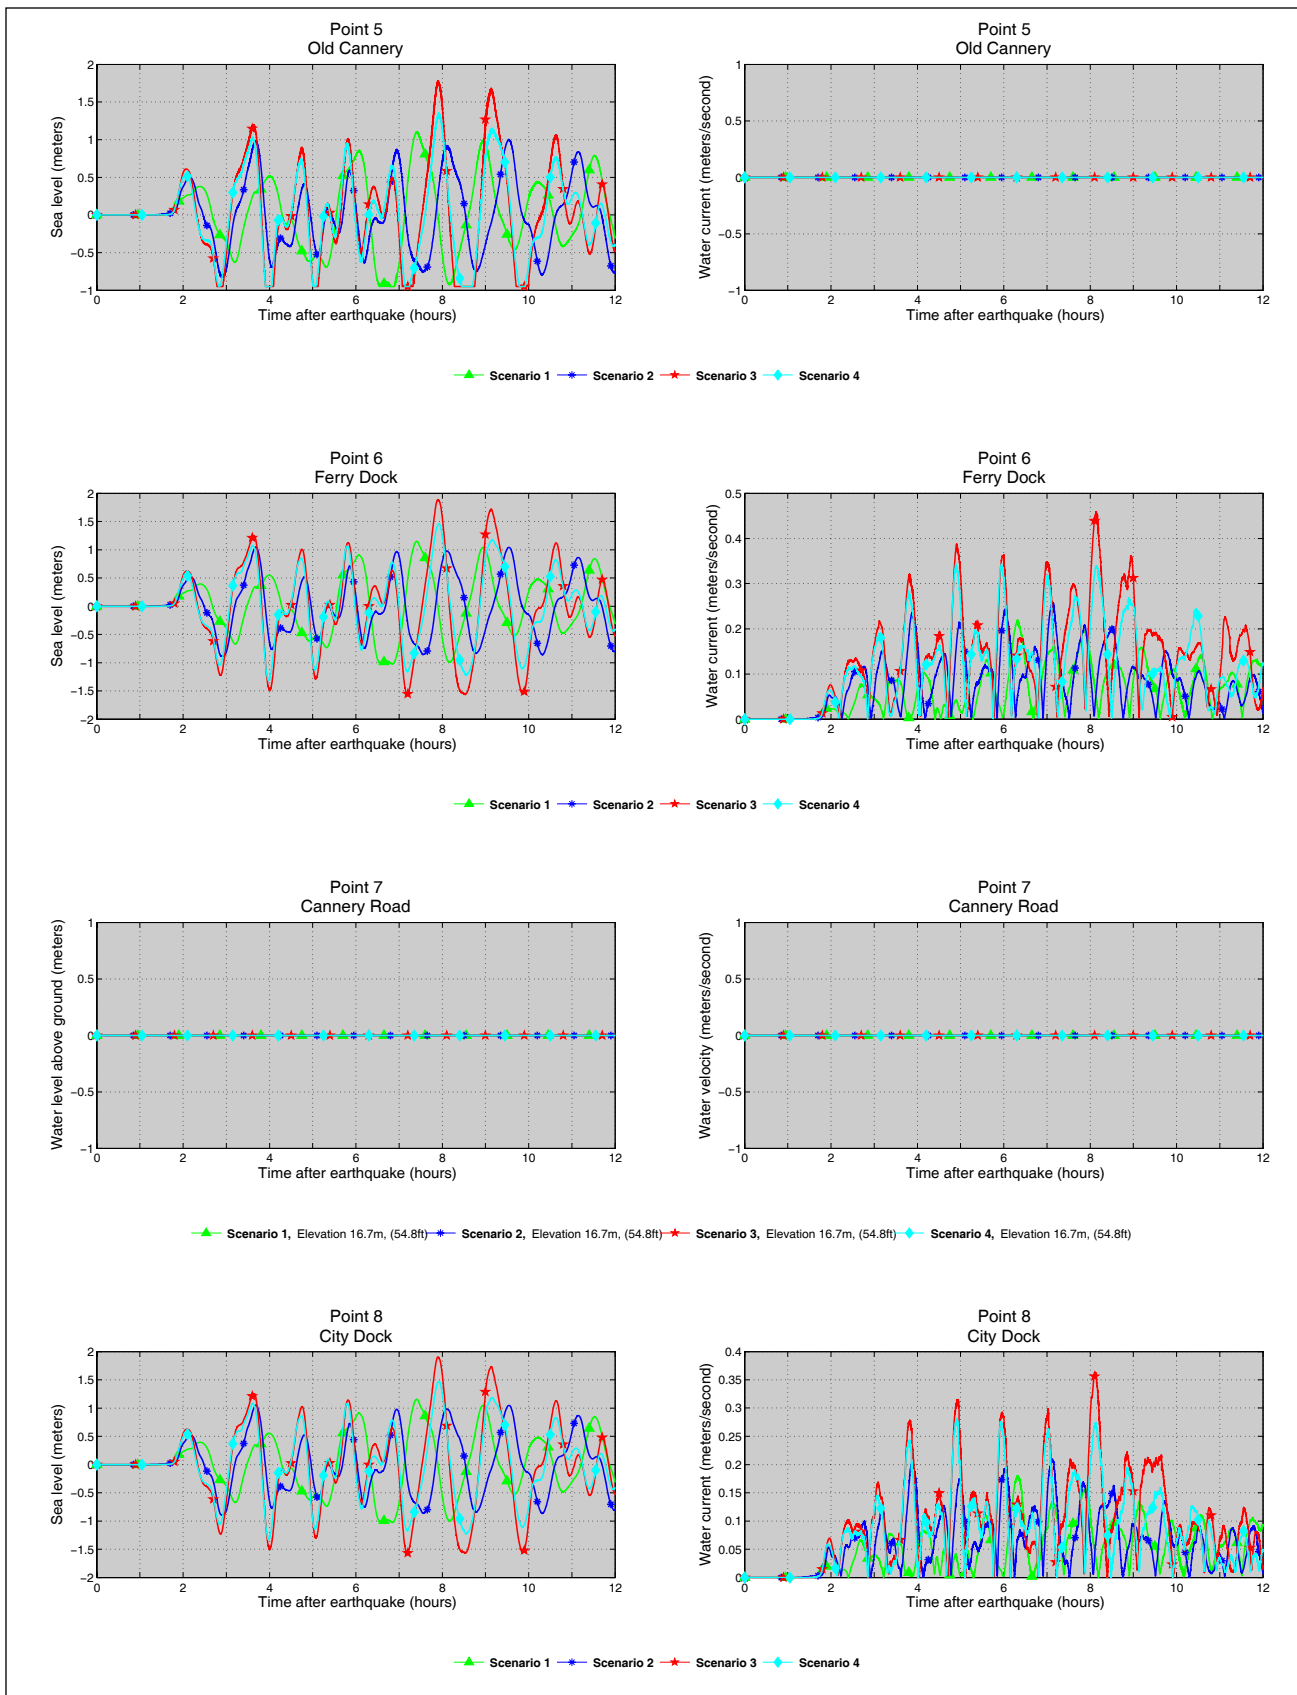 Point 5
Old Cannery
Sea level (meters)
2
1.5
1
0.5
0
−0.5
−1
0 2 4 6 8 10 12
Time after earthquake (hours)
Point 5
Old Cannery
Water current (meters/second)
1
0.5
0
−0.5
−1
0 2 4 6 8 10 12
Time after earthquake (hours)
Scenario 1 Scenario 2 Scenario 3 Scenario 4
Point 6
Ferry Dock
Sea level (meters)
2
1.5
1
0.5
0
−0.5
−1
−1.5
−2
0 2 4 6 8 10 12
Time after earthquake (hours)
Point 6
Ferry Dock
Water current (meters/second)
0.5
0.4
0.3
0.2
0.1
0
0 2 4 6 8 10 12
Time after earthquake (hours)
Scenario 1 Scenario 2 Scenario 3 Scenario 4
Point 7
Cannery Road
Water level above ground (meters)
1
0.5
0
−0.5
−1
0 2 4 6 8 10 12
Time after earthquake (hours)
Point 7
Cannery Road
Water velocity (meters/second)
1
0.5
0
−0.5
−1
0 2 4 6 8 10 12
Time after earthquake (hours)
Scenario 1, Elevation 16.7m, (54.8ft) Scenario 2, Elevation 16.7m, (54.8ft) Scenario 3, Elevation 16.7m, (54.8ft) Scenario 4, Elevation 16.7m, (54.8ft)
Point 8
City Dock
Sea level (meters)
2
1.5
1
0.5
0
−0.5
−1
−1.5
−2
0 2 4 6 8 10 12
Time after earthquake (hours)
Point 8
City Dock
Water current (meters/second)
0.4
0.35
0.3
0.25
0.2
0.15
0.1
0.05
0
0 2 4 6 8 10 12
Time after earthquake (hours)
Scenario 1 Scenario 2 Scenario 3 Scenario 4